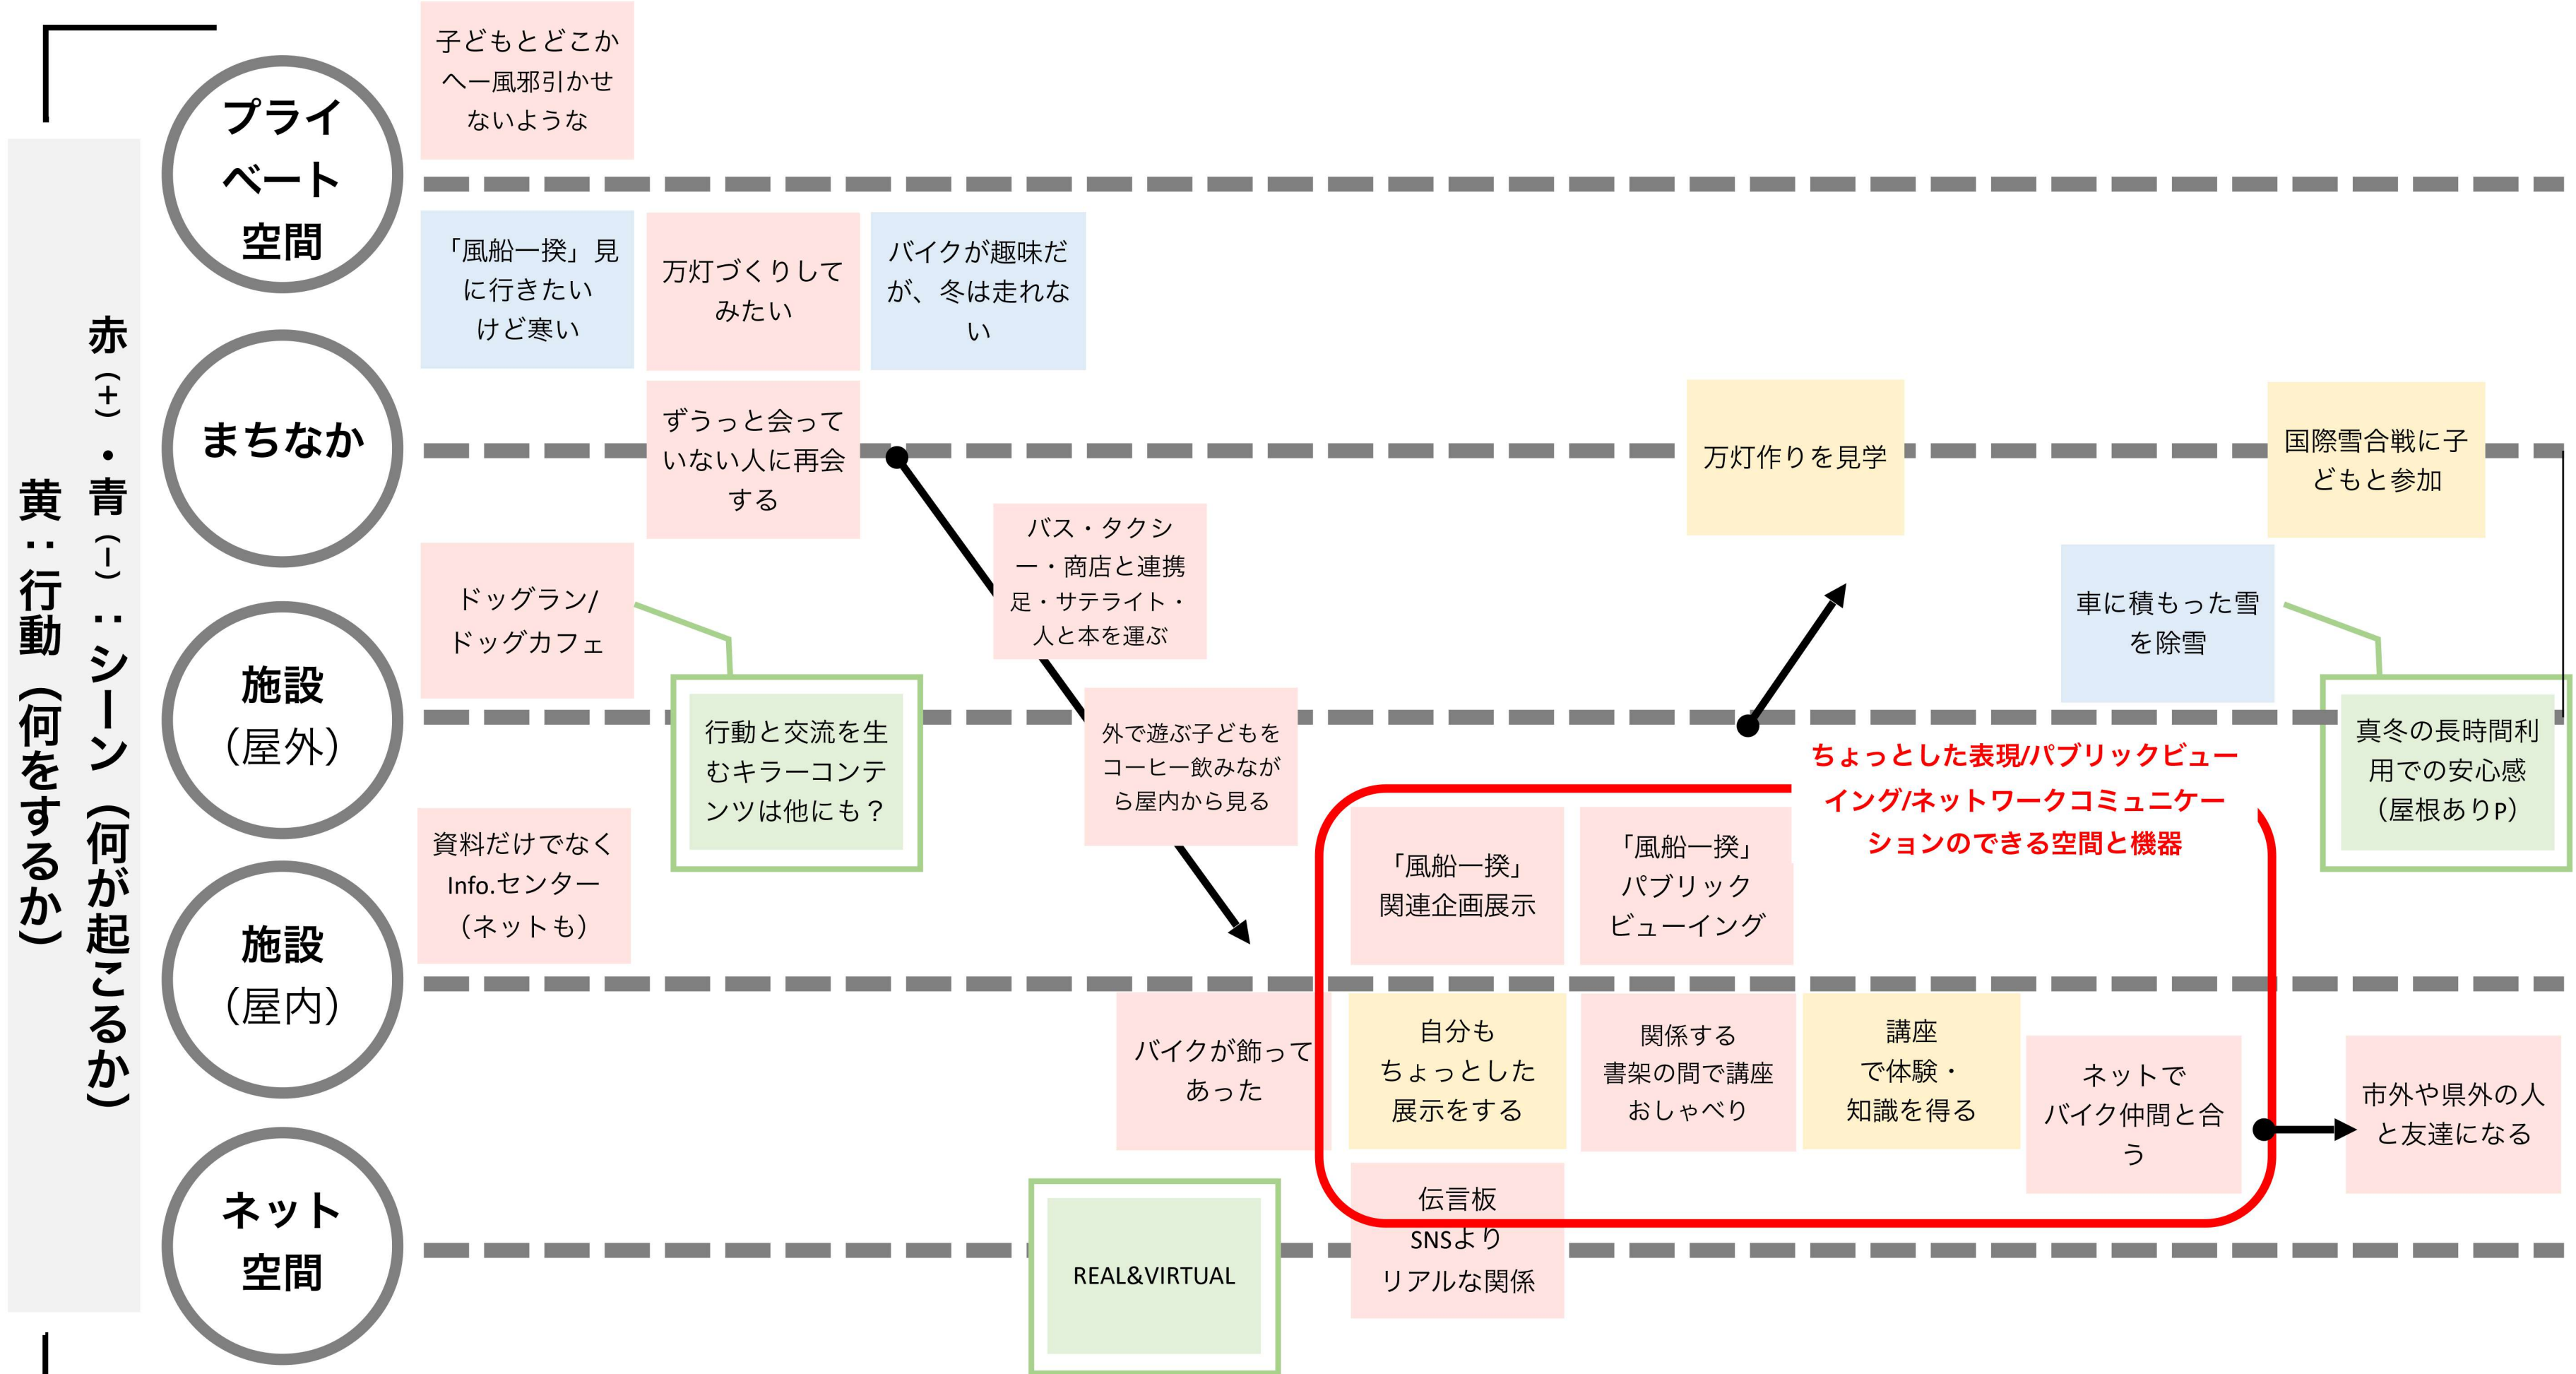 赤（+）・青（−）：シーン（何が起こるか）
黄：行動（何をするか）
プライ
ベート
空間
まちなか
施設
（屋外）
施設
（屋内）
ネット
空間
子どもとどこか
へー風邪引かせ
ないような
「風船一揆」見
に行きたい
けど寒い
万灯づくりして
みたい
バイクが趣味だ
が、冬は走れな
い
ずうっと会って
いない人に再会
する
万灯作りを見学
国際雪合戦に子
どもと参加
バス・タクシ
ー・商店と連携
足・サテライト・
人と本を運ぶ
ドッグラン/
ドッグカフェ
車に積もった雪
を除雪
行動と交流を生
むキラーコンテ
ンツは他にも？
外で遊ぶ子どもを
コーヒー飲みなが
ら屋内から見る
真冬の長時間利
用での安心感
（屋根ありP）
ちょっとした表現/パブリックビュー
イング/ネットワークコミュニケー
ションのできる空間と機器
資料だけでなく
Info.センター
（ネットも）
「風船一揆」
関連企画展示
「風船一揆」
パブリック
ビューイング
バイクが飾って
あった
自分も
ちょっとした
展示をする
関係する
書架の間で講座
おしゃべり
講座
で体験・
知識を得る
ネットで
バイク仲間と合
う
市外や県外の人
と友達になる
REAL&VIRTUAL
伝言板
SNSより
リアルな関係